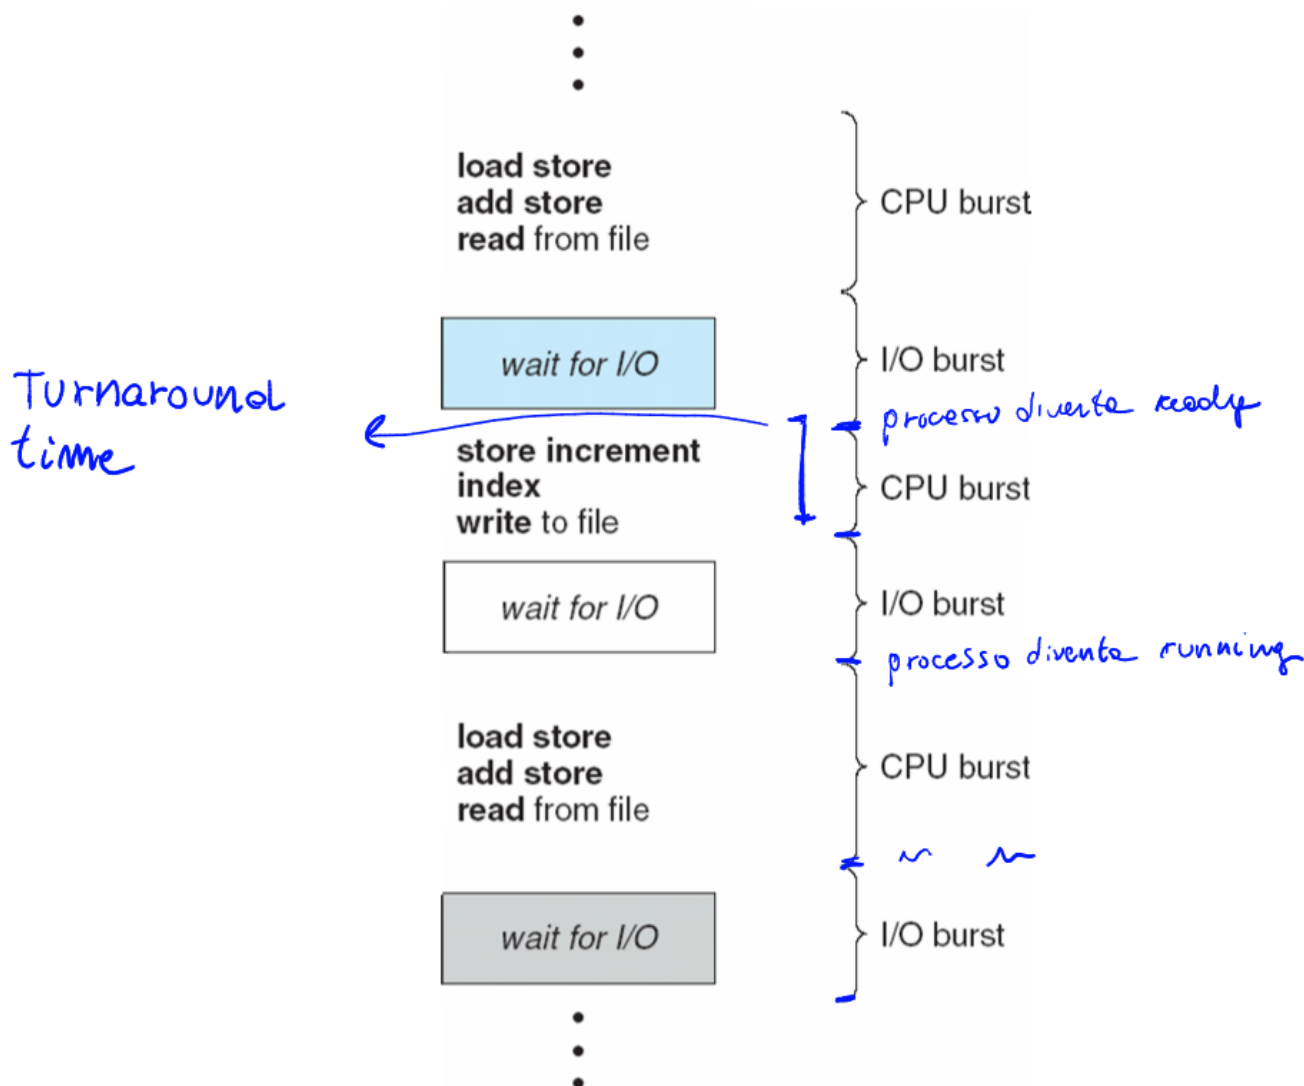 load store
add store
read from file
CPU burst
wait for I/O
I/O burst
Turnaround
time
processo diventa ready
store increment
index
write to file
CPU burst
wait for I/O
I/O burst
processo diventa running
load store
add store
read from file
CPU burst
wait for I/O
I/O burst